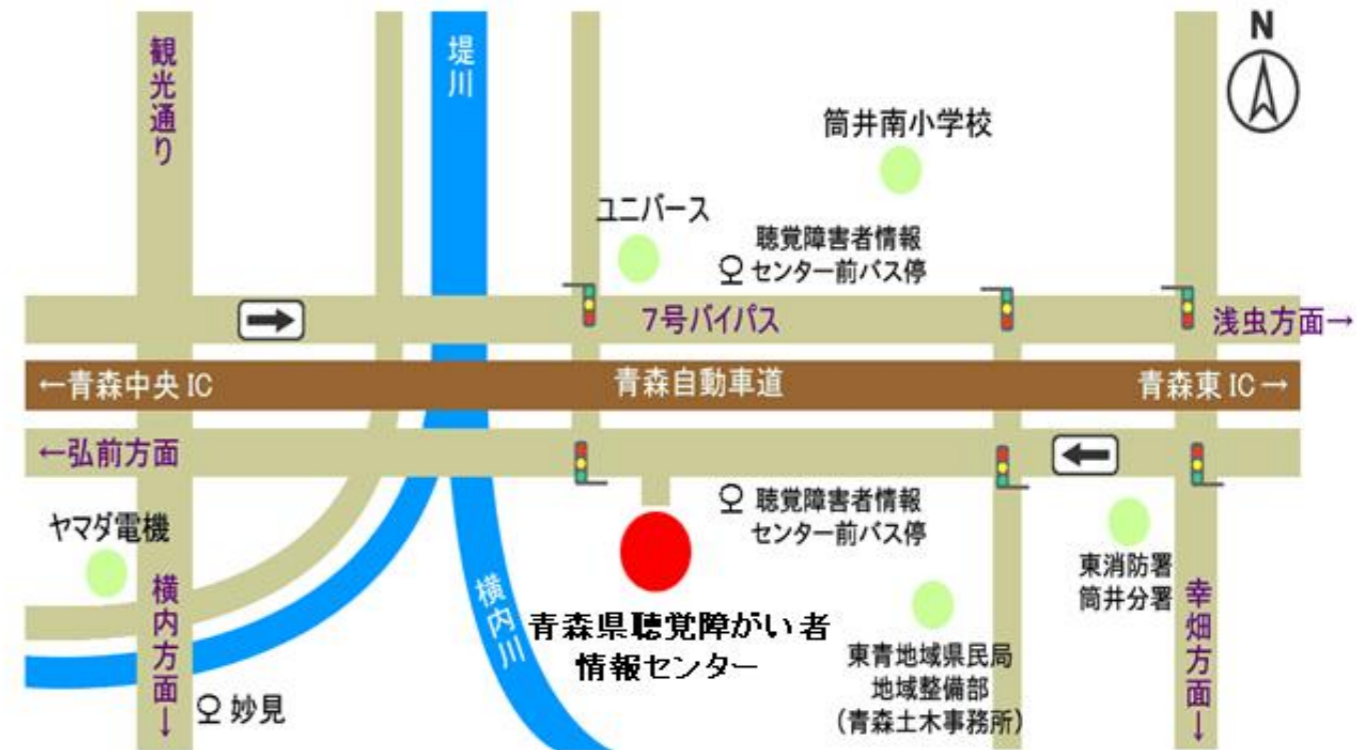 観光通り
堤川
N
筒井南小学校
ユニバース
聴覚障害者情報
センター前バス停
7号バイパス
浅虫方面→
←青森中央IC
青森自動車道
青森東IC→
←弘前方面
聴覚障害者情報
センター前バス停
ヤマダ電機
東消防署
筒井分署
横内方面→
横内川
幸畑方面→
青森県聴覚障がい者
情報センター
東青地域県民局
地域整備部
(青森土木事務所)
妙見